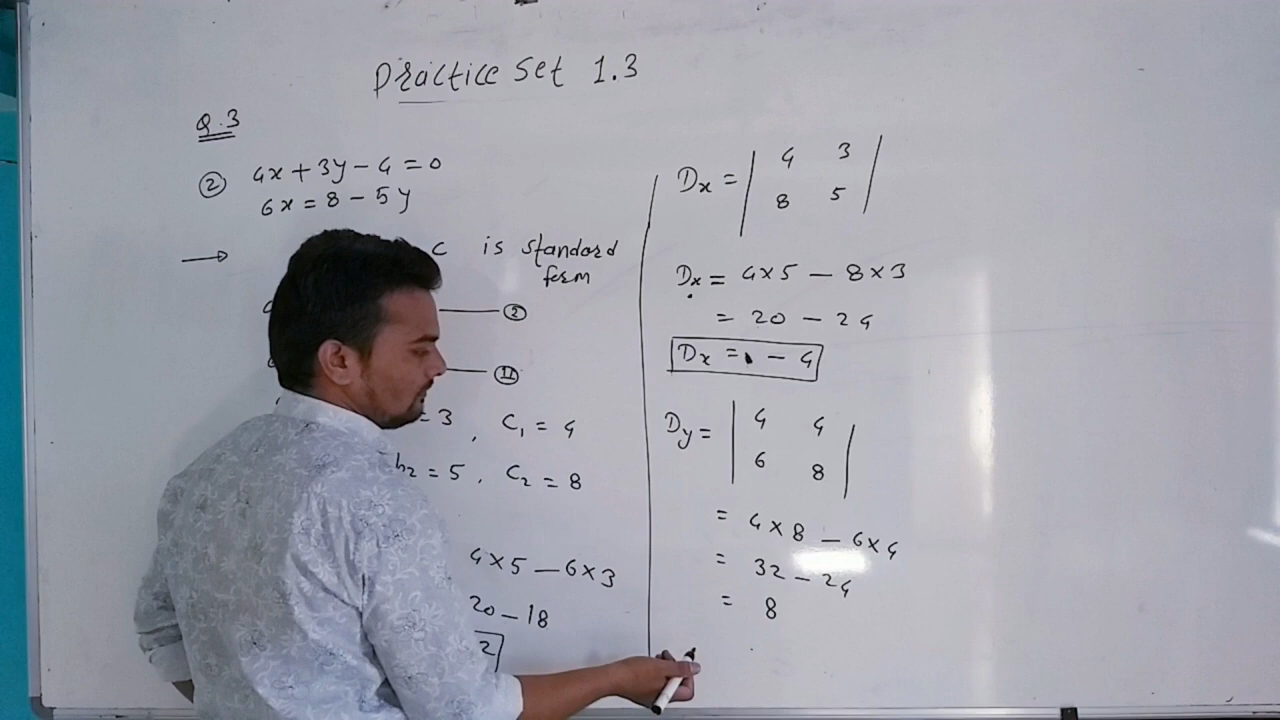 Practice Set 1.3
Q.3
② 4x + 3y - 4 = 0
6x = 8 - 5y
→ c is standard
form
②
⑪
= 3 , C₁ = 4
b₂ = 5 , C₂ = 8
4 × 5 - 6 × 3
20 - 18
2
Dx = | 4 3 |
| 8 5 |
Dx = 4 × 5 - 8 × 3
= 20 - 24
Dx = - 4
Dy = | 4 4 |
| 6 8 |
= 4 × 8 - 6 × 4
= 32 - 24
= 8